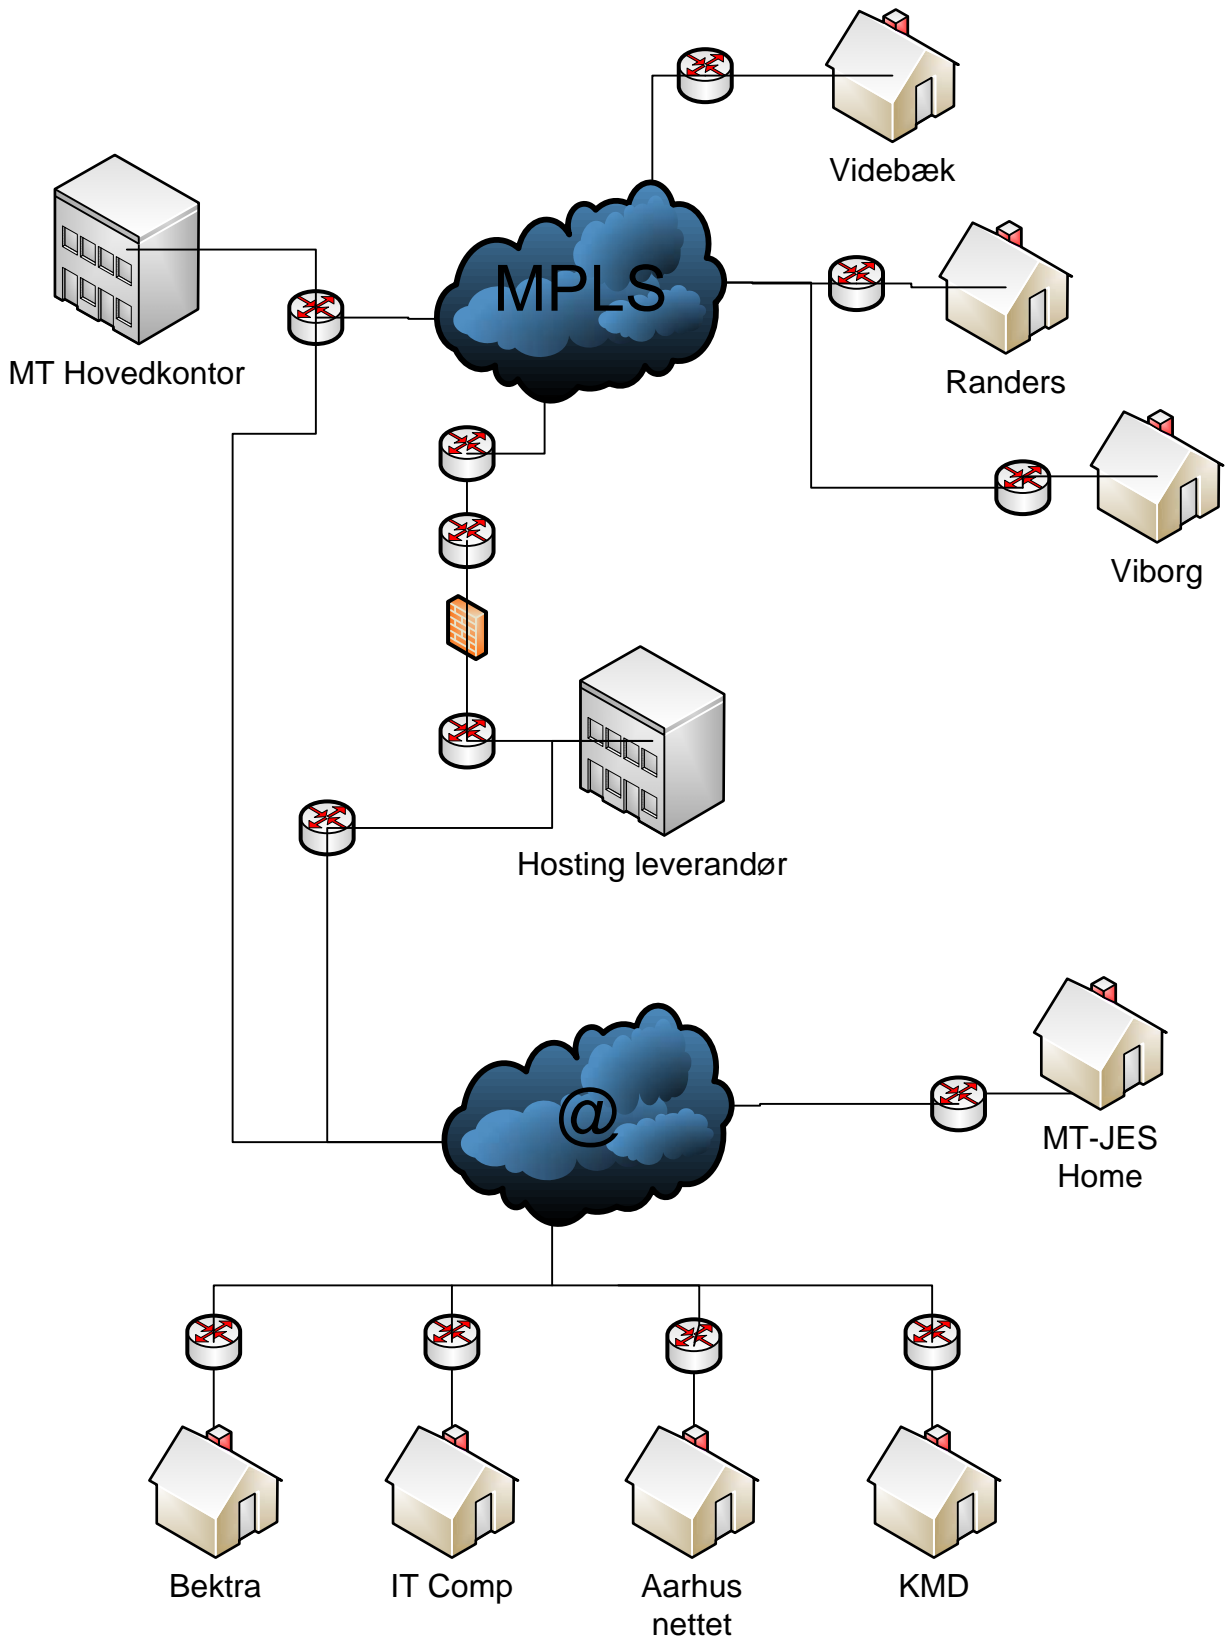 Videbæk
MPLS
MT Hovedkontor
Randers
Viborg
Hosting leverandør
@
MT-JES
Home
Bektra
IT Comp
Aarhus
nettet
KMD